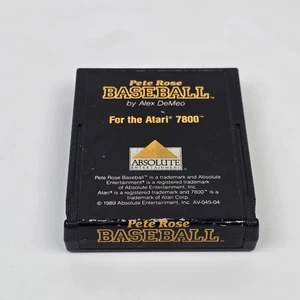 Pete Rose
BASEBALL™
by Alex DeMeo
For the Atari® 7800™
ABSOLUTE
ENTERTAINMENT
Pete Rose Baseball™ is a trademark and Absolute
Entertainment® is a registered trademark
of Absolute Entertainment, Inc.
Atari® is a registered trademark and 7800™ is a
trademark of Atari Corp.
© 1989 Absolute Entertainment, Inc. AV-045-04
Pete Rose
BASEBALL™